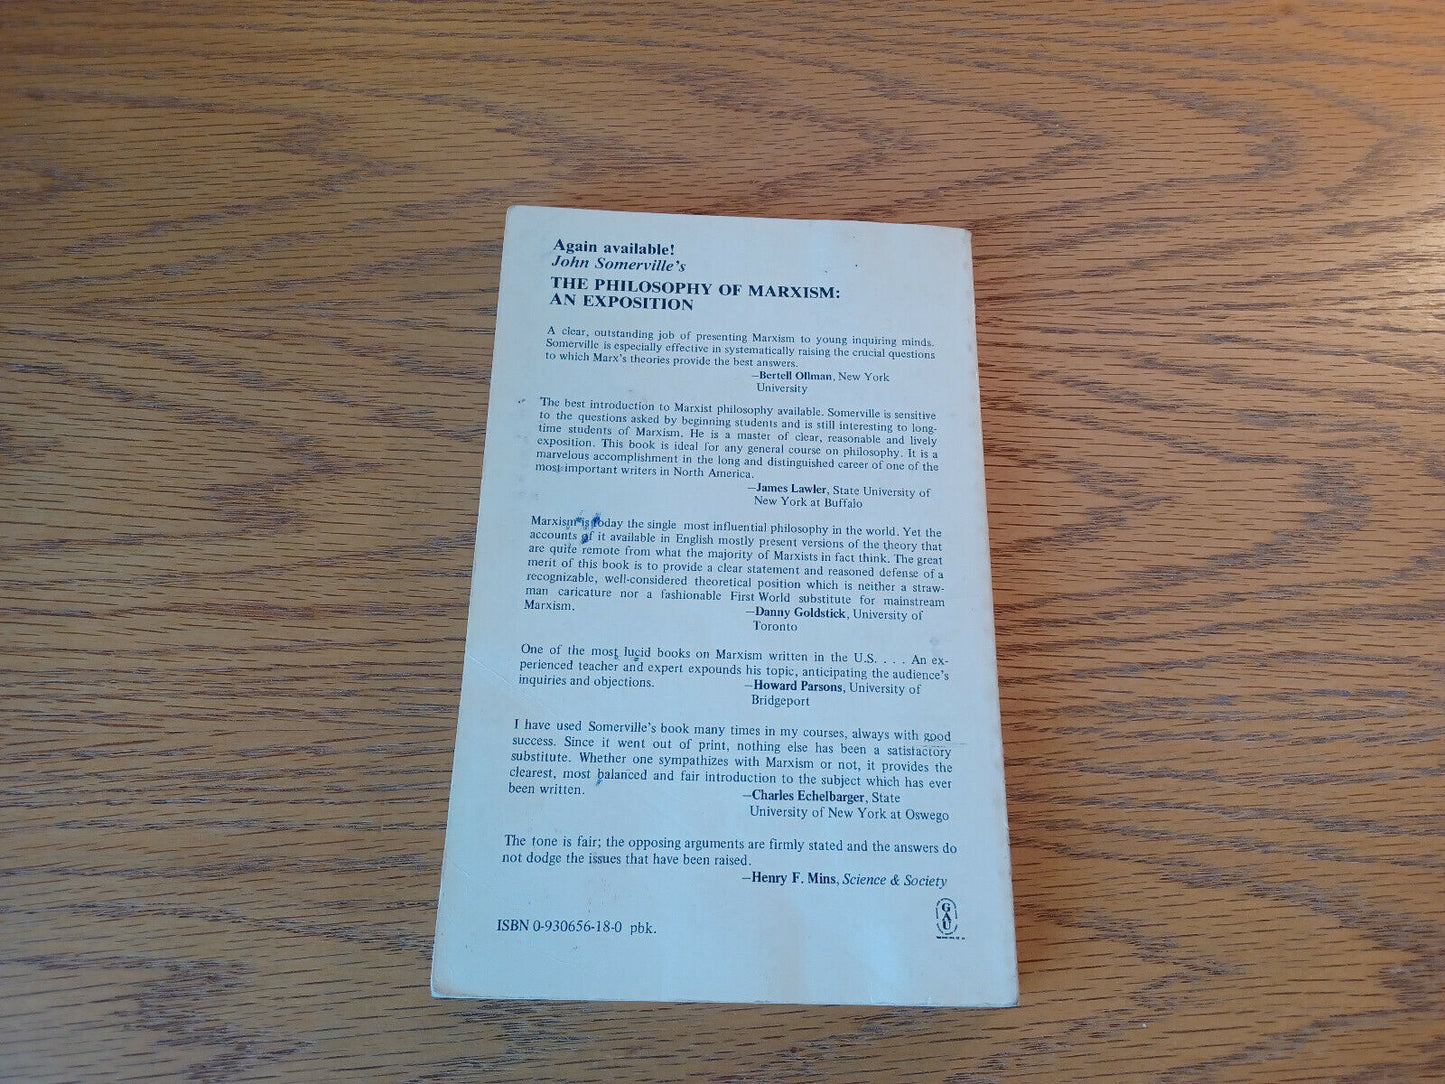 Again available!
John Somerville's
THE PHILOSOPHY OF MARXISM:
AN EXPOSITION
A clear, outstanding job of presenting Marxism to young inquiring minds.
Somerville is especially effective in systematically raising the crucial questions
to which Marx's theories provide the best answers.
—Bertell Ollman, New York
University
The best introduction to Marxist philosophy available. Somerville is sensitive
to the questions asked by beginning students and is still interesting to long-
time students of Marxism. He is a master of clear, reasonable and lively
exposition. This book is ideal for any general course on philosophy. It is a
marvelous accomplishment in the long and distinguished career of one of the
most important writers in North America.
—James Lawler, State University of
New York at Buffalo
Marxism is today the single most influential philosophy in the world. Yet the
accounts of it available in English mostly present versions of the theory that
are quite remote from what the majority of Marxists in fact think. The great
merit of this book is to provide a clear statement and reasoned defense of a
recognizable, well-considered theoretical position which is neither a straw-
man caricature nor a fashionable First World substitute for mainstream
Marxism.
—Danny Goldstick, University of
Toronto
One of the most lucid books on Marxism written in the U.S. . . . An ex-
perienced teacher and expert expounds his topic, anticipating the audience's
inquiries and objections.
—Howard Parsons, University of
Bridgeport
I have used Somerville's book many times in my courses, always with good
success. Since it went out of print, nothing else has been a satisfactory
substitute. Whether one sympathizes with Marxism or not, it provides the
clearest, most balanced and fair introduction to the subject which has ever
been written.
—Charles Echelbarger, State
University of New York at Oswego
The tone is fair; the opposing arguments are firmly stated and the answers do
not dodge the issues that have been raised.
—Henry F. Mins, Science & Society
ISBN 0-930656-18-0 pbk.
G
A
U